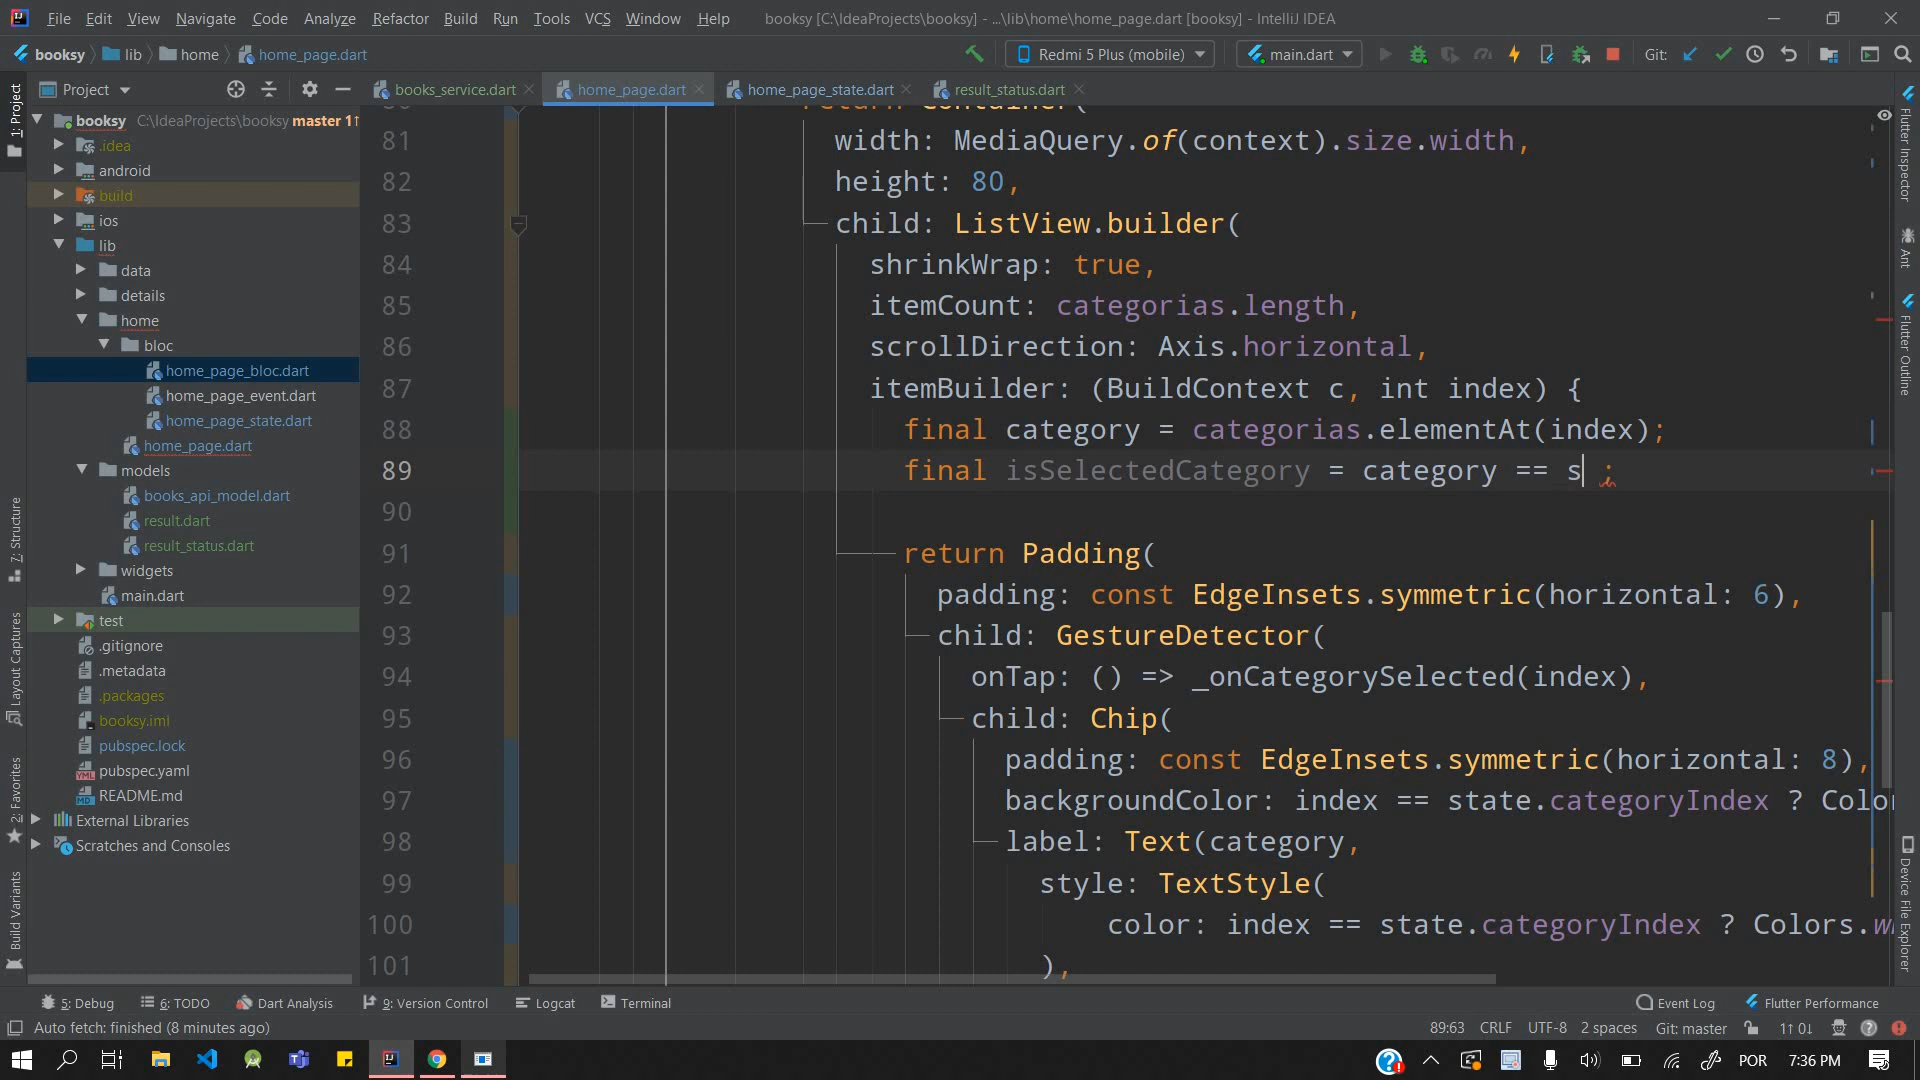 File Edit View Navigate Code Analyze Refactor Build Run Tools VCS Window Help booksy [C:\IdeaProjects\booksy] - ...\lib\home\home_page.dart [booksy] - IntelliJ IDEA
booksy lib home home_page.dart Redmi 5 Plus (mobile) main.dart Git:
Project books_service.dart home_page.dart home_page_state.dart result_status.dart
booksy C:\IdeaProjects\booksy master 1↑
.idea
android
build
ios
lib
data
details
home
bloc
home_page_bloc.dart
home_page_event.dart
home_page_state.dart
home_page.dart
models
books_api_model.dart
result.dart
result_status.dart
widgets
main.dart
test
.gitignore
.metadata
.packages
booksy.iml
pubspec.lock
pubspec.yaml
README.md
External Libraries
Scratches and Consoles
1: Project
7: Structure
Layout Captures
2: Favorites
Build Variants
81 width: MediaQuery.of(context).size.width,
82 height: 80,
83 child: ListView.builder(
84 shrinkWrap: true,
85 itemCount: categorias.length,
86 scrollDirection: Axis.horizontal,
87 itemBuilder: (BuildContext c, int index) {
88 final category = categorias.elementAt(index);
89 final isSelectedCategory = category == s ;
90
91 return Padding(
92 padding: const EdgeInsets.symmetric(horizontal: 6),
93 child: GestureDetector(
94 onTap: () => _onCategorySelected(index),
95 child: Chip(
96 padding: const EdgeInsets.symmetric(horizontal: 8),
97 backgroundColor: index == state.categoryIndex ? Color
98 label: Text(category,
99 style: TextStyle(
100 color: index == state.categoryIndex ? Colors.w
101 ),
Flutter Inspector
Ant
Flutter Outline
Device File Explorer
5: Debug 6: TODO Dart Analysis 9: Version Control Logcat Terminal Event Log Flutter Performance
Auto fetch: finished (8 minutes ago) 89:63 CRLF UTF-8 2 spaces Git: master 1↑ 0↓
POR 7:36 PM